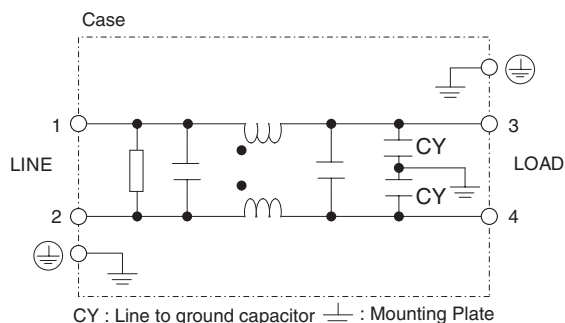 Case
1
3
CY
LINE
LOAD
CY
2
4
CY : Line to ground capacitor : Mounting Plate